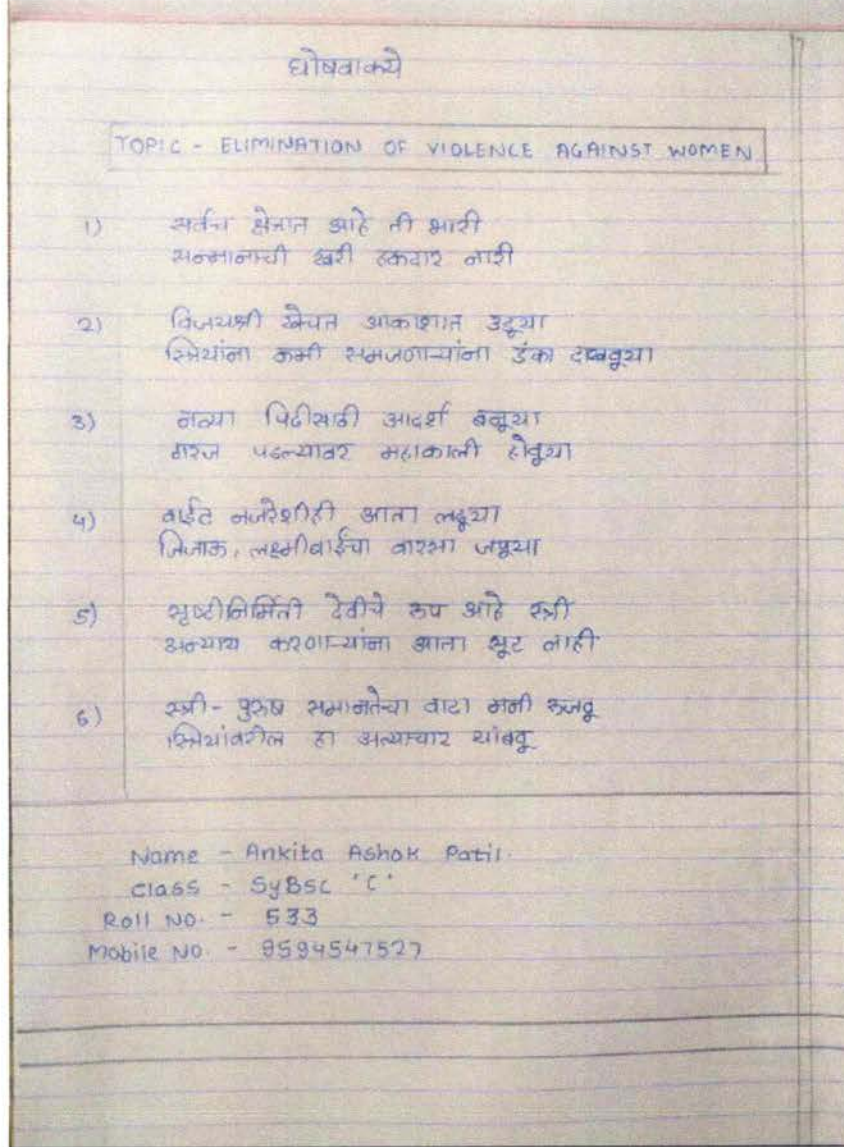 घोषवाक्ये
TOPIC - ELIMINATION OF VIOLENCE AGAINST WOMEN
1) सर्वच क्षेत्रात आहे ती भारी
सन्मानाची खरी हकदार नारी
2) विजयश्री खेचत आकाशात उडूया
स्त्रियांना कमी समजणाऱ्यांना डंका दाखवूया
3) नव्या पिढीसाठी आदर्श बनूया
गरज पडल्यावर महाकाली होवूया
4) वाईट नजरेशीही आता लढूया
जिजाऊ, लक्ष्मीबाईंचा वारसा जपूया
5) सृष्टीनिर्मिती देवीचे रूप आहे स्त्री
अन्याय करणाऱ्यांना आता सूट नाही
6) स्त्री - पुरुष समानतेचा वाटा मनी रुजवू
स्त्रियांवरील हा अत्याचार थांबवू
Name - Ankita Ashok Patil.
Class - SyBsc 'C'
Roll No. - 533
Mobile No. - 9594547527